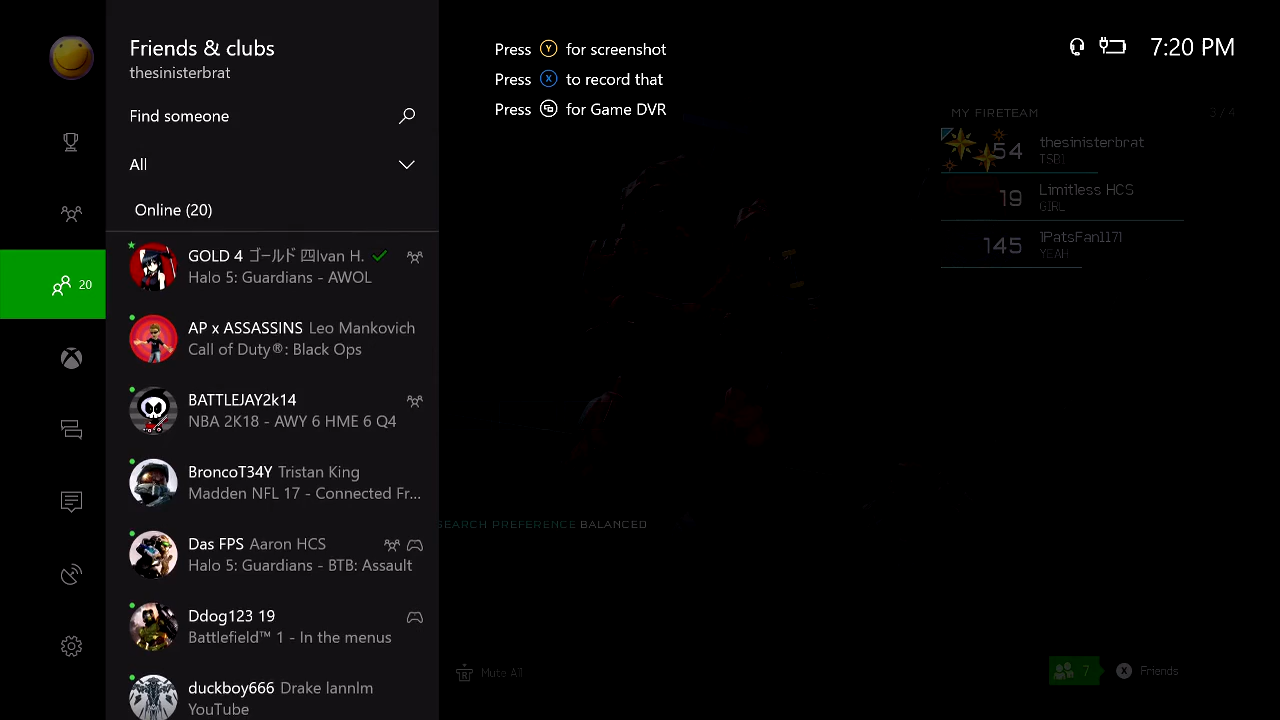 Friends & clubs
thesinisterbrat
Find someone
All
Online (20)
20
GOLD 4 ゴールド 四Ivan H.
Halo 5: Guardians - AWOL
AP x ASSASSINS Leo Mankovich
Call of Duty®: Black Ops
BATTLEJAY2k14
NBA 2K18 - AWY 6 HME 6 Q4
BroncoT34Y Tristan King
Madden NFL 17 - Connected Fr...
Das FPS Aaron HCS
Halo 5: Guardians - BTB: Assault
Ddog123 19
Battlefield™ 1 - In the menus
duckboy666 Drake lannlm
YouTube
Press Y for screenshot
Press X to record that
Press for Game DVR
7:20 PM
MY FIRETEAM 3 / 4
54 thesinisterbrat
TSB1
19 Limitless HCS
GIRL
145 1PatsFan1171
YEAH
SEARCH PREFERENCE BALANCED
R Mute All
7 X Friends